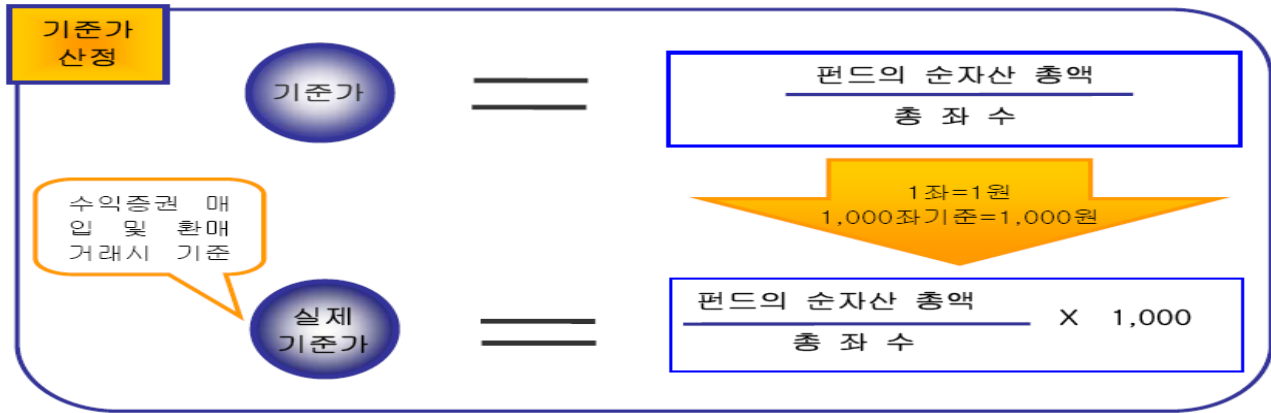 기준가
산정
기준가
펀드의 순자산 총액
총 좌 수
1좌=1원
1,000좌기준=1,000원
수익증권 매
입 및 환매
거래시 기준
실제
기준가
펀드의 순자산 총액
총 좌 수
X 1,000